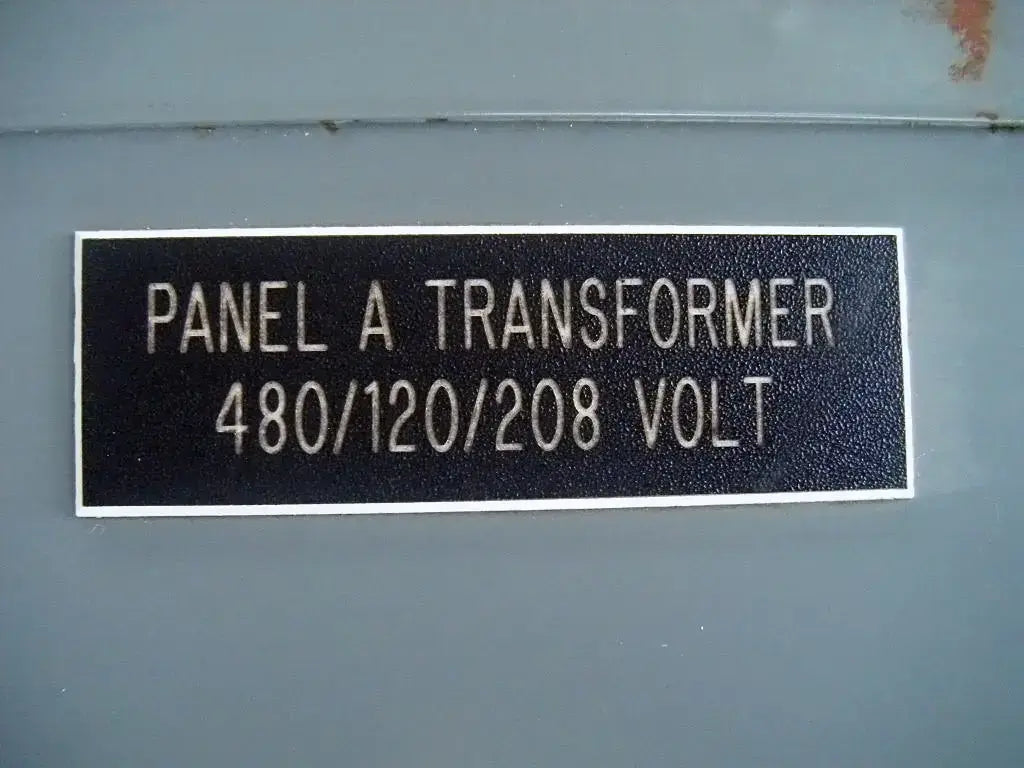 PANEL A TRANSFORMER
480/120/208 VOLT